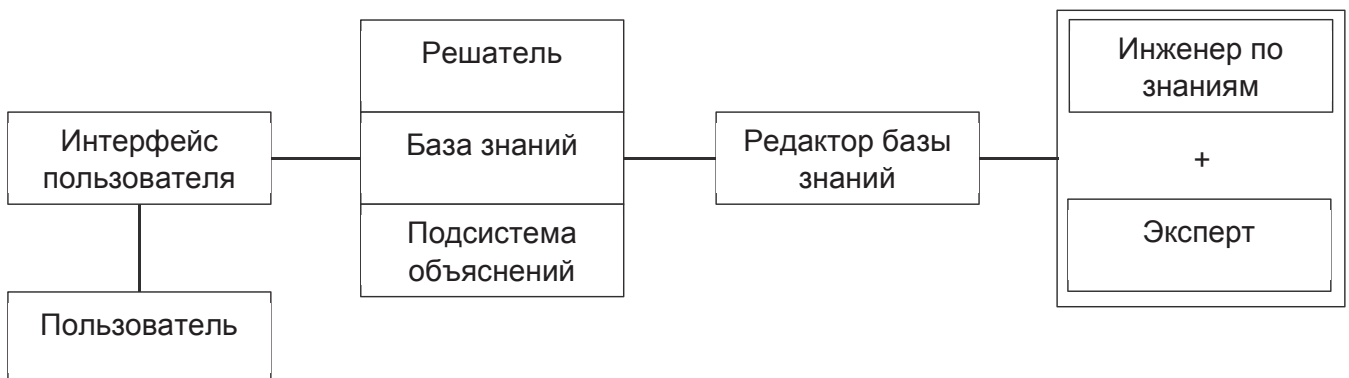 Решатель
База знаний
Подсистема
объяснений
Интерфейс
пользователя
Пользователь
Редактор базы
знаний
Инженер по
знаниям
+
Эксперт